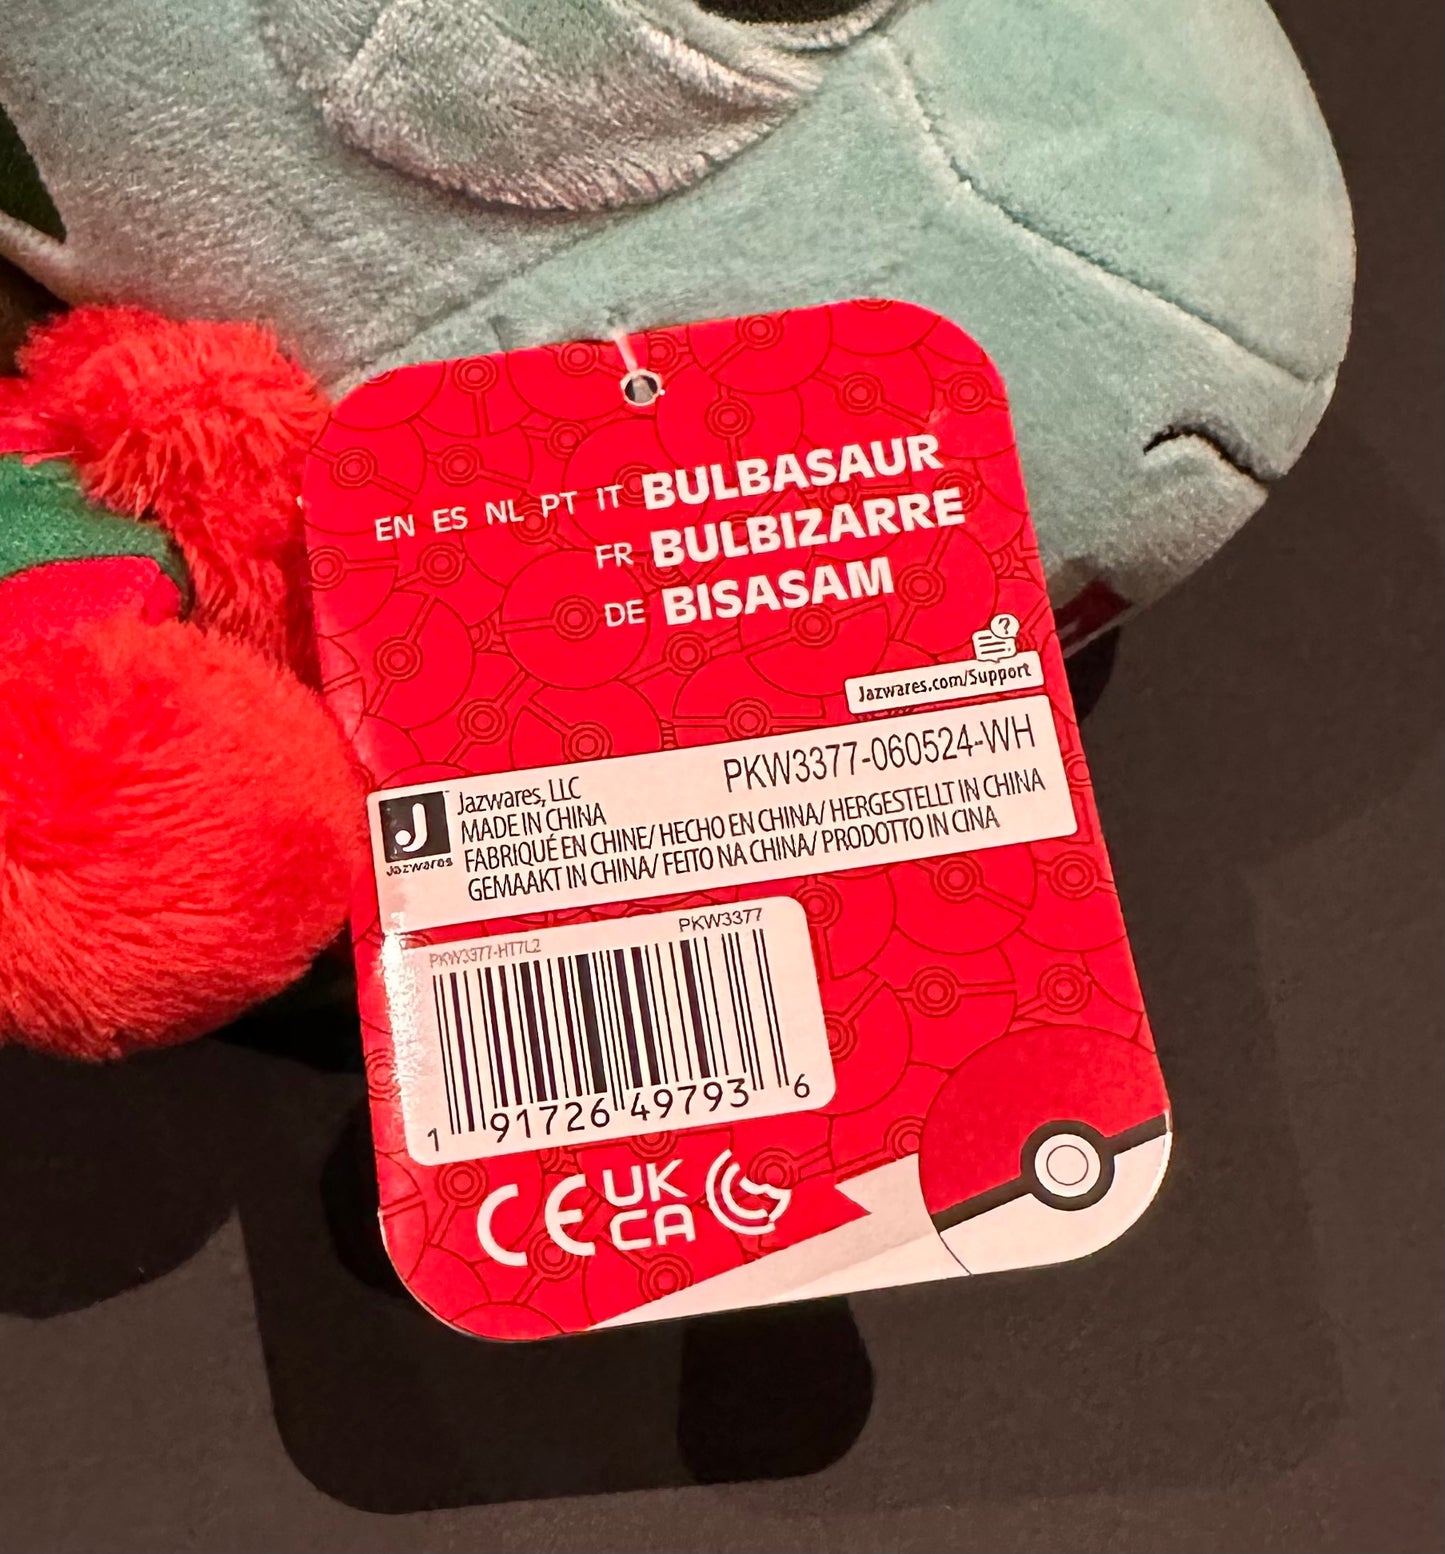 EN ES NL PT IT BULBASAUR
FR BULBIZARRE
DE BISASAM
?
Jazwares.com/Support
PKW3377-060524-WH
J
Jazwares
Jazwares, LLC
MADE IN CHINA
FABRIQUÉ EN CHINE/ HECHO EN CHINA/ HERGESTELLT IN CHINA
GEMAAKT IN CHINA/ FEITO NA CHINA/ PRODOTTO IN CINA
PKW3377-HT7L2 PKW3377
1 91726 49793 6
CE UK CA